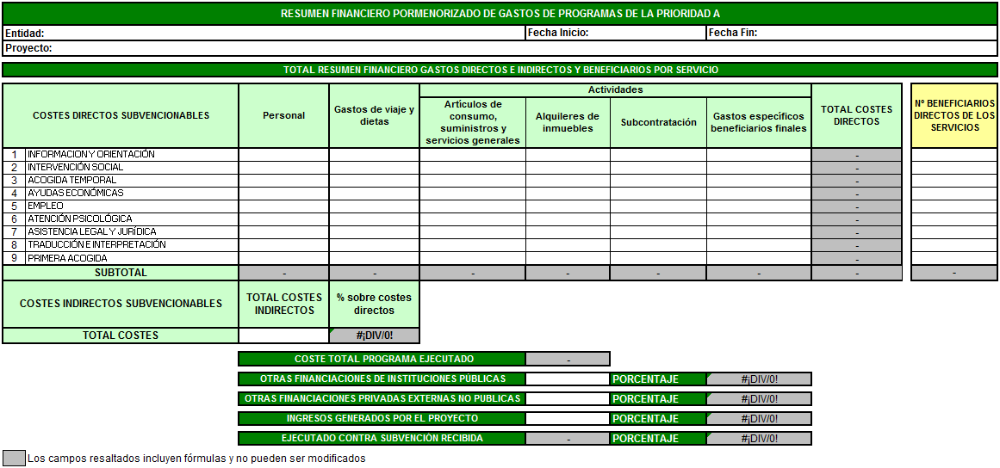 RESUMEN FINANCIERO PORMENORIZADO DE GASTOS DE PROGRAMAS DE LA PRIORIDAD A
Entidad: Fecha Inicio: Fecha Fin:
Proyecto:
TOTAL RESUMEN FINANCIERO GASTOS DIRECTOS E INDIRECTOS Y BENEFICIARIOS POR SERVICIO
COSTES DIRECTOS SUBVENCIONABLES
Personal
Gastos de viaje y
dietas
Actividades
Artículos de
consumo,
suministros y
servicios generales
Alquileres de
inmuebles
Subcontratación
Gastos específicos
beneficiarios finales
TOTAL COSTES
DIRECTOS
Nº BENEFICIARIOS
DIRECTOS DE LOS
SERVICIOS
1 INFORMACION Y ORIENTACIÓN -
2 INTERVENCIÓN SOCIAL -
3 ACOGIDA TEMPORAL -
4 AYUDAS ECONÓMICAS -
5 EMPLEO -
6 ATENCIÓN PSICOLÓGICA -
7 ASISTENCIA LEGAL Y JURÍDICA -
8 TRADUCCIÓN E INTERPRETACIÓN -
9 PRIMERA ACOGIDA -
SUBTOTAL - - - - - - - -
COSTES INDIRECTOS SUBVENCIONABLES
TOTAL COSTES
INDIRECTOS
% sobre costes
directos
TOTAL COSTES #¡DIV/0!
COSTE TOTAL PROGRAMA EJECUTADO -
OTRAS FINANCIACIONES DE INSTITUCIONES PÚBLICAS PORCENTAJE #¡DIV/0!
OTRAS FINANCIACIONES PRIVADAS EXTERNAS NO PUBLICAS PORCENTAJE #¡DIV/0!
INGRESOS GENERADOS POR EL PROYECTO PORCENTAJE #¡DIV/0!
EJECUTADO CONTRA SUBVENCIÓN RECIBIDA - PORCENTAJE #¡DIV/0!
Los campos resaltados incluyen fórmulas y no pueden ser modificados